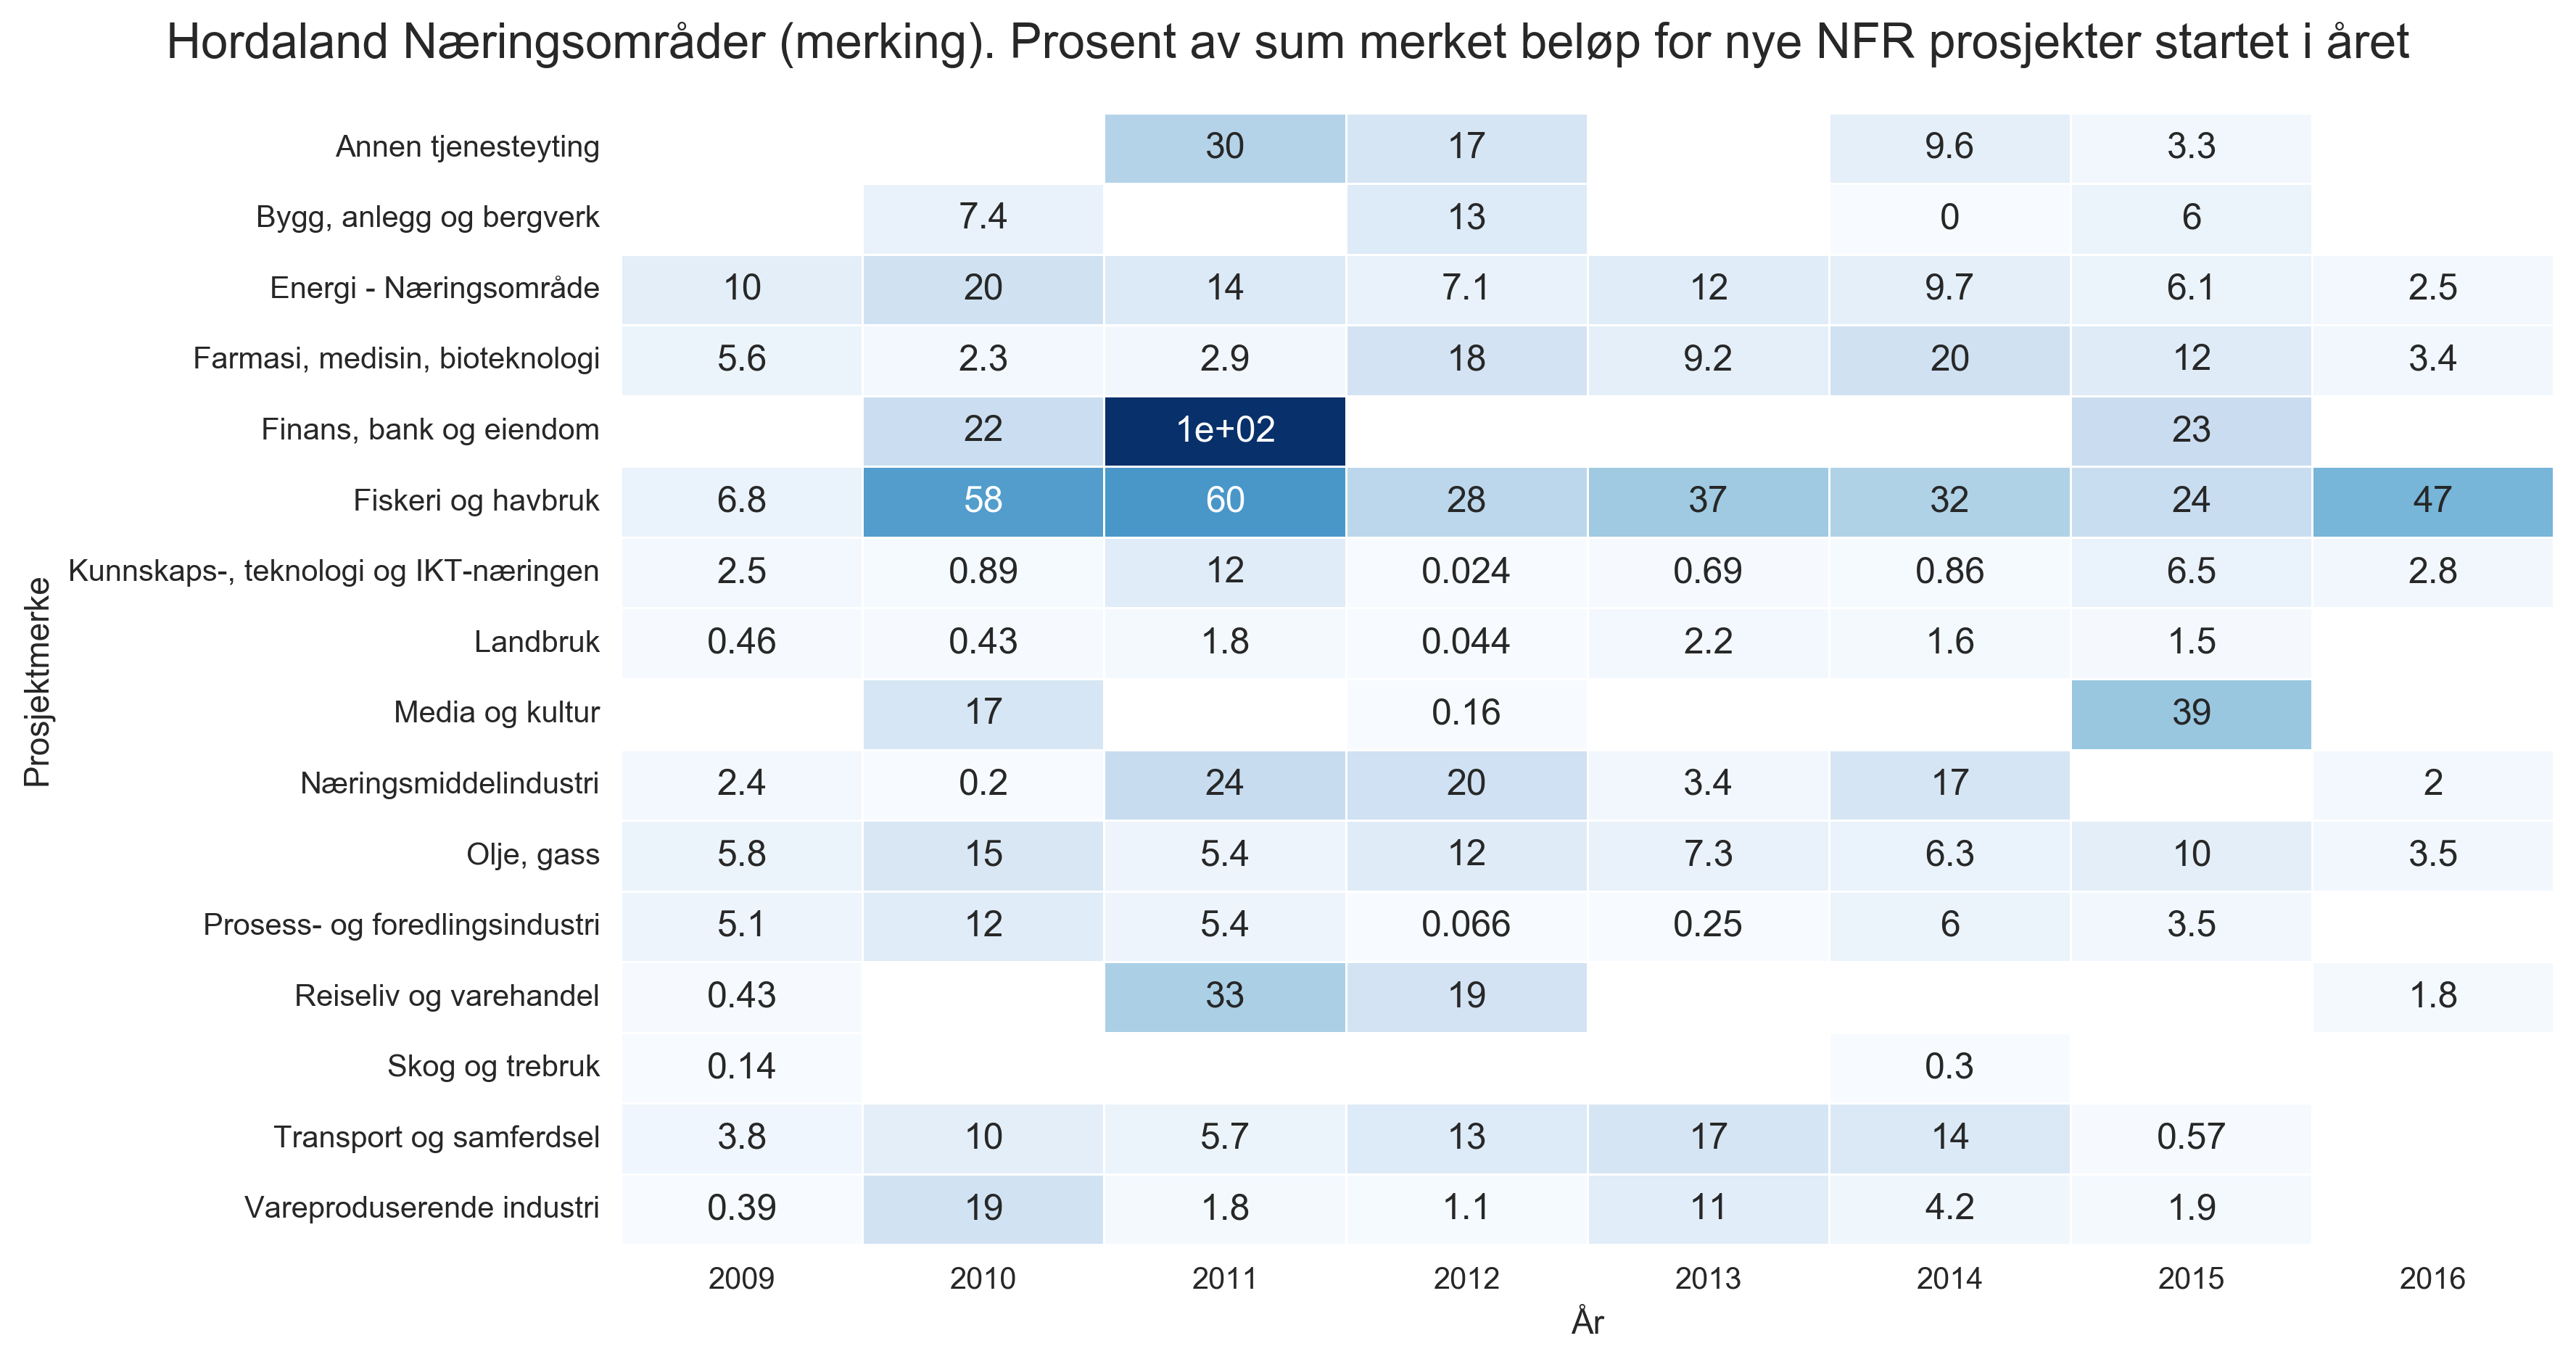 Hordaland Næringsområder (merking). Prosent av sum merket beløp for nye NFR prosjekter startet i året
Prosjektmerke
Annen tjenesteyting 30 17 9.6 3.3
Bygg, anlegg og bergverk 7.4 13 0 6
Energi - Næringsområde 10 20 14 7.1 12 9.7 6.1 2.5
Farmasi, medisin, bioteknologi 5.6 2.3 2.9 18 9.2 20 12 3.4
Finans, bank og eiendom 22 1e+02 23
Fiskeri og havbruk 6.8 58 60 28 37 32 24 47
Kunnskaps-, teknologi og IKT-næringen 2.5 0.89 12 0.024 0.69 0.86 6.5 2.8
Landbruk 0.46 0.43 1.8 0.044 2.2 1.6 1.5
Media og kultur 17 0.16 39
Næringsmiddelindustri 2.4 0.2 24 20 3.4 17 2
Olje, gass 5.8 15 5.4 12 7.3 6.3 10 3.5
Prosess- og foredlingsindustri 5.1 12 5.4 0.066 0.25 6 3.5
Reiseliv og varehandel 0.43 33 19 1.8
Skog og trebruk 0.14 0.3
Transport og samferdsel 3.8 10 5.7 13 17 14 0.57
Vareproduserende industri 0.39 19 1.8 1.1 11 4.2 1.9
2009 2010 2011 2012 2013 2014 2015 2016
År